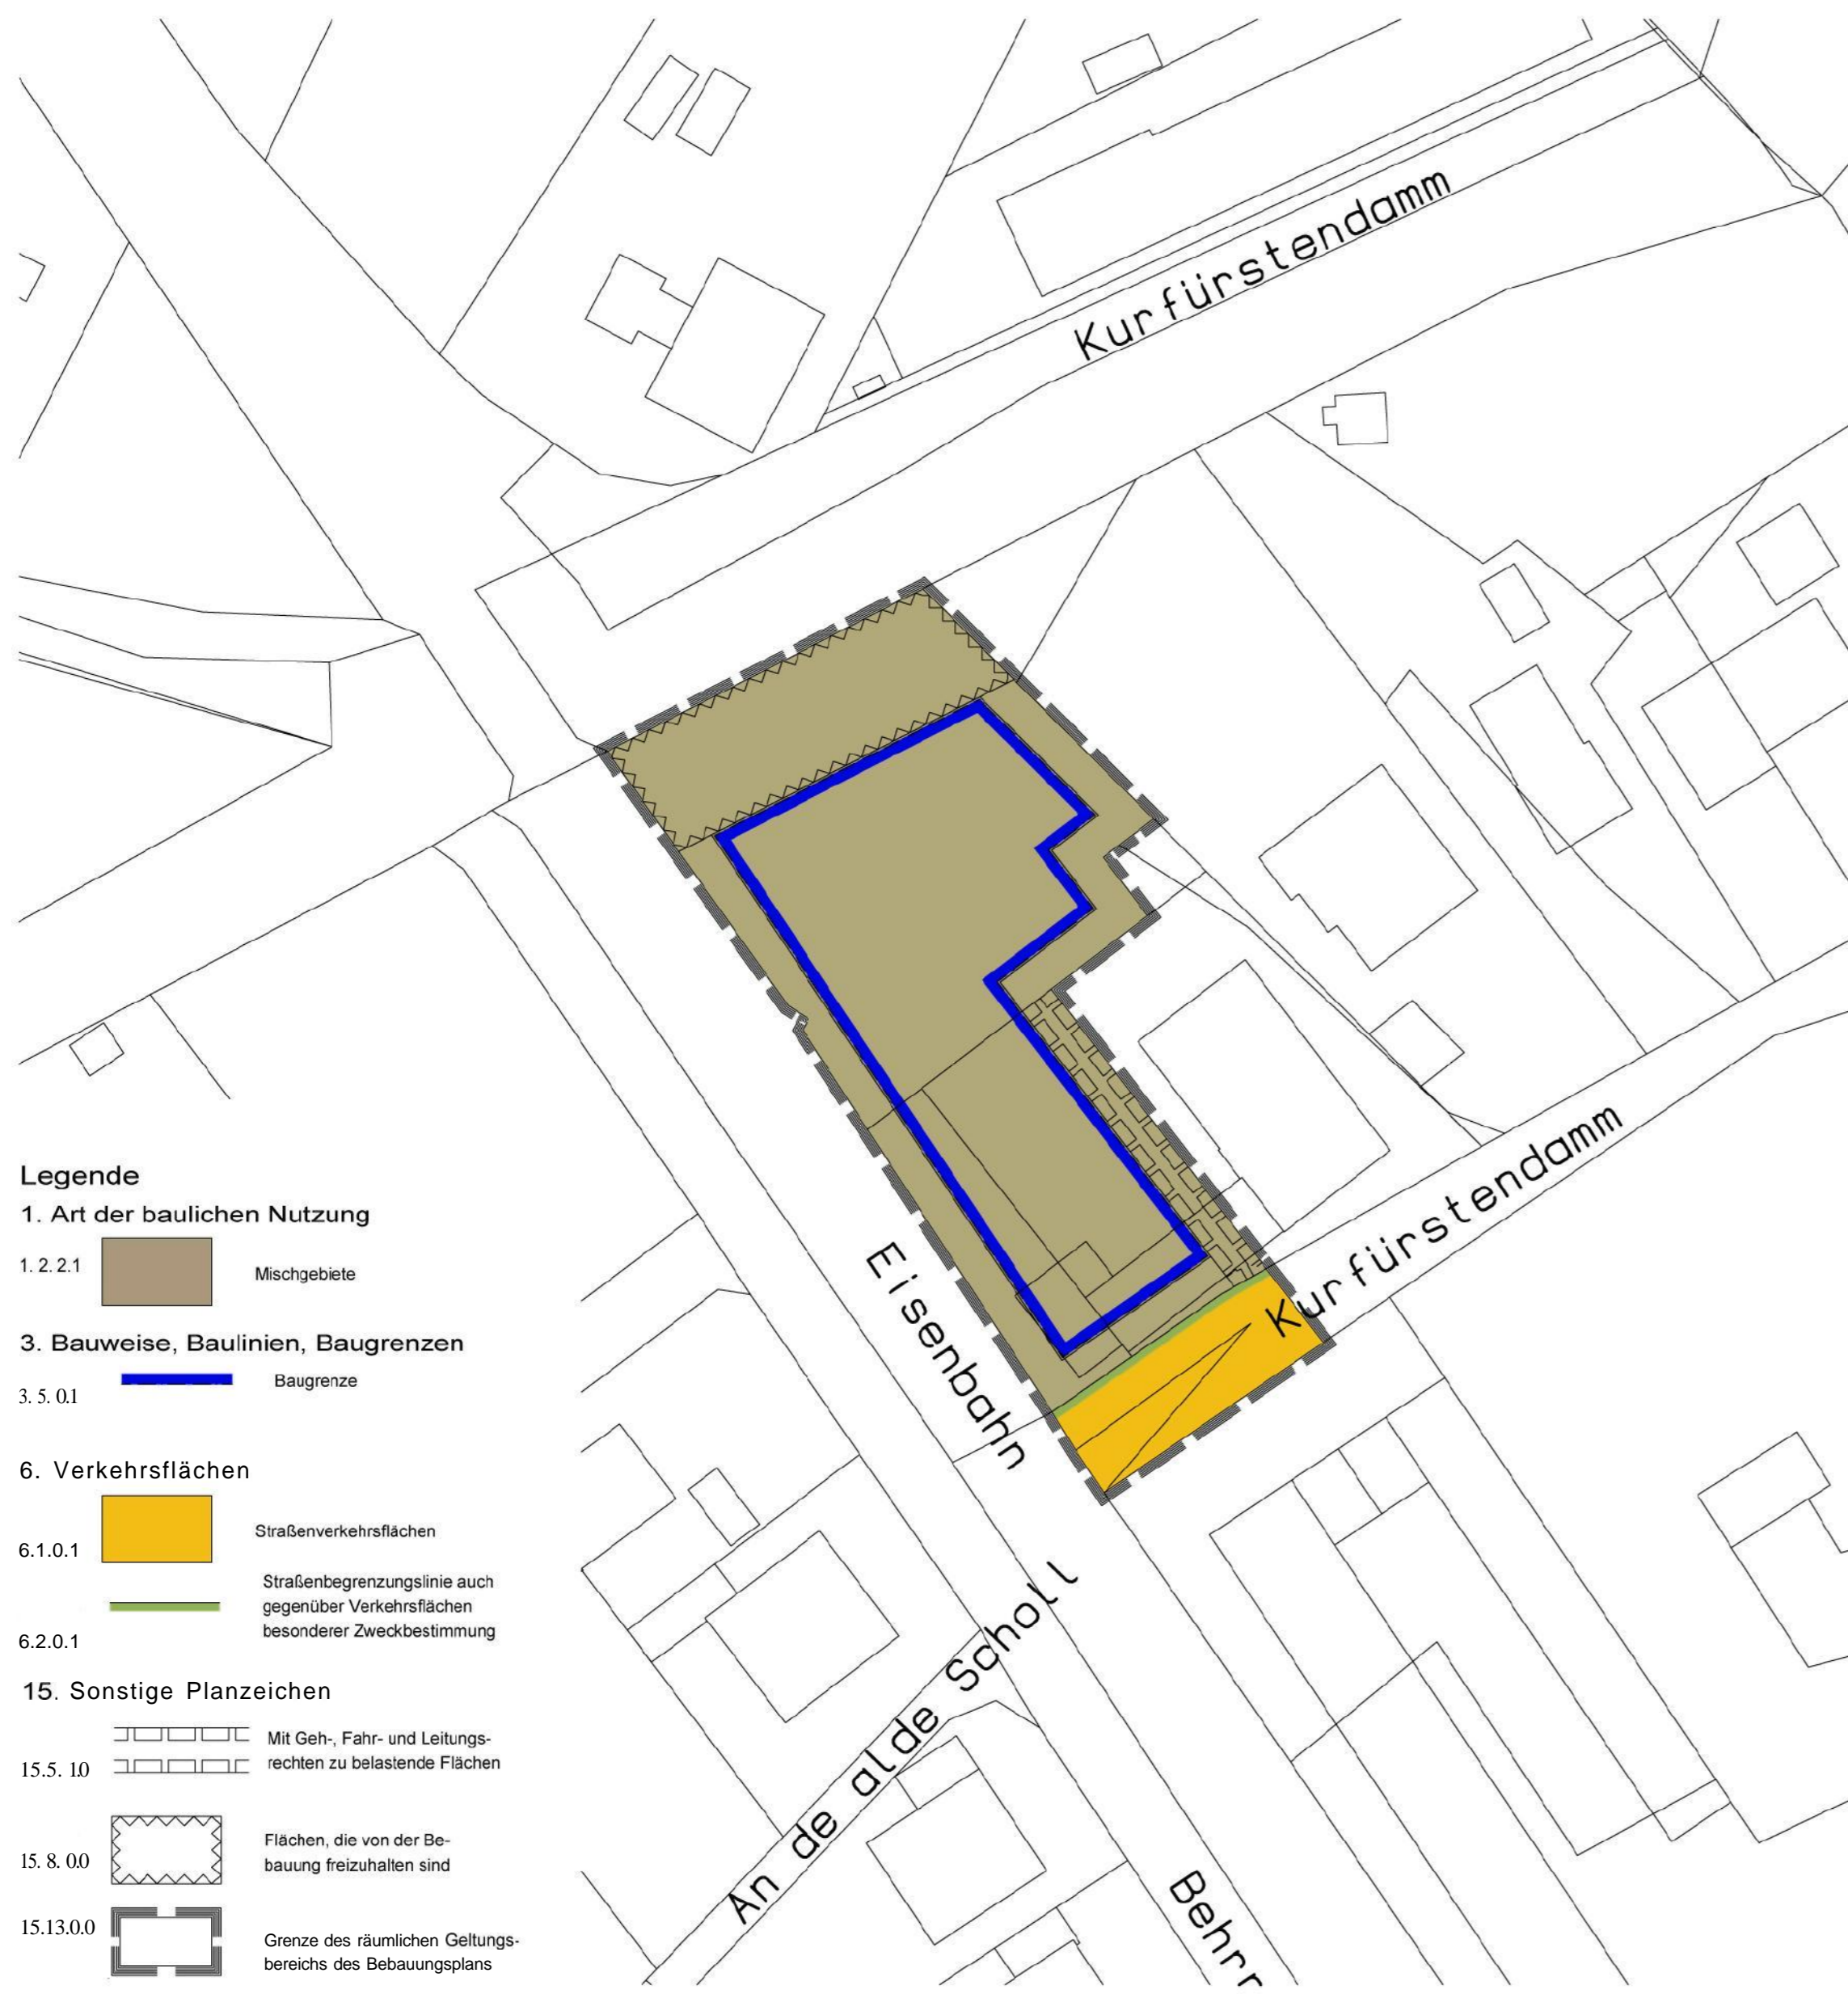 Kurfürstendamm
Legende
1. Art der baulichen Nutzung
1. 2. 2.1
Mischgebiete
3. Bauweise, Baulinien, Baugrenzen
Baugrenze
3. 5. 0.1
6. Verkehrsflächen
Straßenverkehrsflächen
6.1.0.1
Straßenbegrenzungslinie auch
gegenüber Verkehrsflächen
besonderer Zweckbestimmung
6.2.0.1
15. Sonstige Planzeichen
Mit Geh-, Fahr- und Leitungs-
rechten zu belastende Flächen
15.5. 1.0
Flächen, die von der Be-
bauung freizuhalten sind
15. 8. 0.0
15.13.0.0
Grenze des räumlichen Geltungs-
bereichs des Bebauungsplans
Eisenbahn
Kurfürstendamm
An de alde Scholl
Behrr